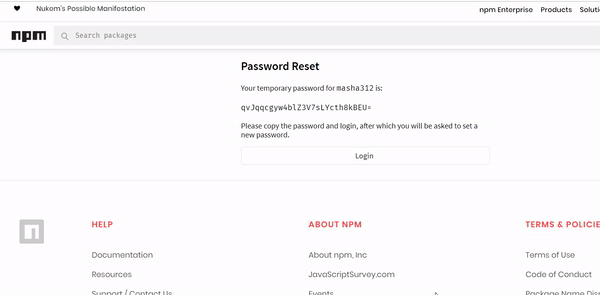 ♥ Nukom's Possible Manifestation npm Enterprise Products
npm Search packages
Password Reset
Your temporary password for masha312 is:
qvJqqcgyw4blZ3V7sLYcth8kBEU=
Please copy the password and login, after which you will be asked to set a
new password.
Login
HELP ABOUT NPM TERMS & POLICIE
Documentation About npm, Inc Terms of Use
Resources JavaScriptSurvey.com Code of Conduct
Support / Contact Us Events Package Name Dis